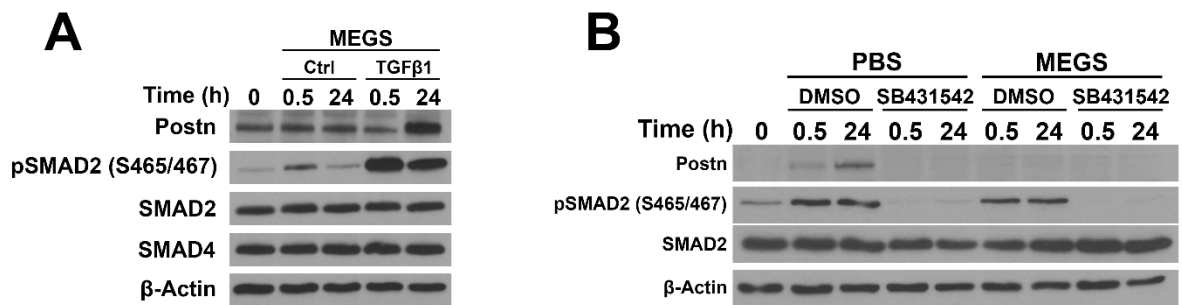 A
B
MEGS
Ctrl TGFβ1
Time (h) 0 0.5 24 0.5 24
Postn
pSMAD2 (S465/467)
SMAD2
SMAD4
β-Actin
PBS MEGS
DMSO SB431542 DMSO SB431542
Time (h) 0 0.5 24 0.5 24 0.5 24 0.5 24
Postn
pSMAD2 (S465/467)
SMAD2
β-Actin